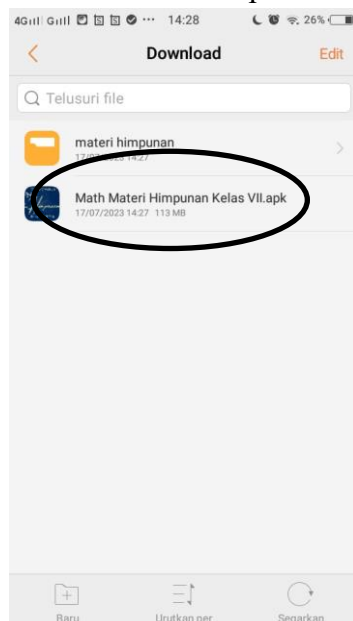 4G 14:28 26%
Download Edit
Telusuri file
materi himpunan
17/07/2023 14:27
Math Materi Himpunan Kelas VII.apk
17/07/2023 14:27 113 MB
Baru Urutkan per Segarkan